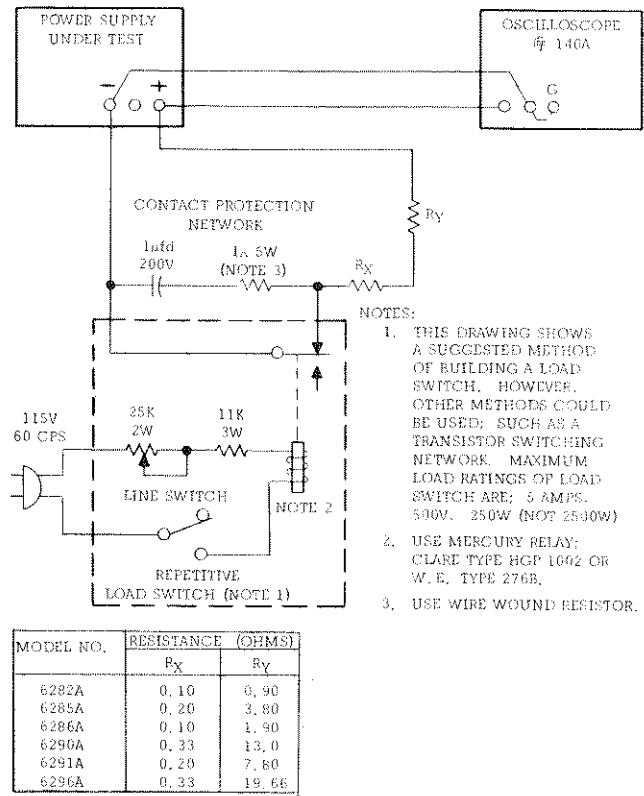 POWER SUPPLY
UNDER TEST
- +
OSCILLOSCOPE
hp 140A
G
CONTACT PROTECTION
NETWORK
1μfd
200V
1Λ 5W
(NOTE 3)
RX
RY
115V
60 CPS
25K
2W
11K
3W
LINE SWITCH
NOTE 2
REPETITIVE
LOAD SWITCH (NOTE 1)
NOTES:
1. THIS DRAWING SHOWS
A SUGGESTED METHOD
OF BUILDING A LOAD
SWITCH. HOWEVER,
OTHER METHODS COULD
BE USED; SUCH AS A
TRANSISTOR SWITCHING
NETWORK. MAXIMUM
LOAD RATINGS OF LOAD
SWITCH ARE; 5 AMPS.
500V. 250W (NOT 2500W)
2. USE MERCURY RELAY;
CLARE TYPE HGP 1002 OR
W. E. TYPE 276B.
3. USE WIRE WOUND RESISTOR.
MODEL NO. RESISTANCE (OHMS)
RX RY
6282A 0.10 0.90
6285A 0.20 3.80
6286A 0.10 1.90
6290A 0.33 13.0
6291A 0.20 7.80
6296A 0.33 19.66